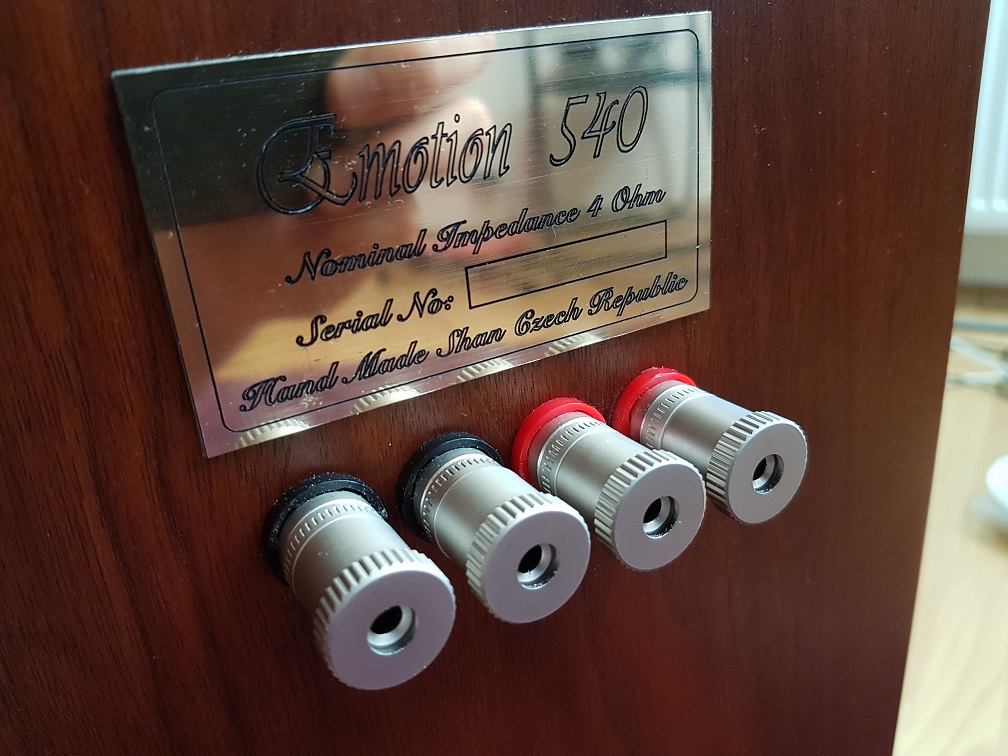 Emotion 540
Nominal Impedance 4 Ohm
Serial No:
Hand Made Shan Czech Republic